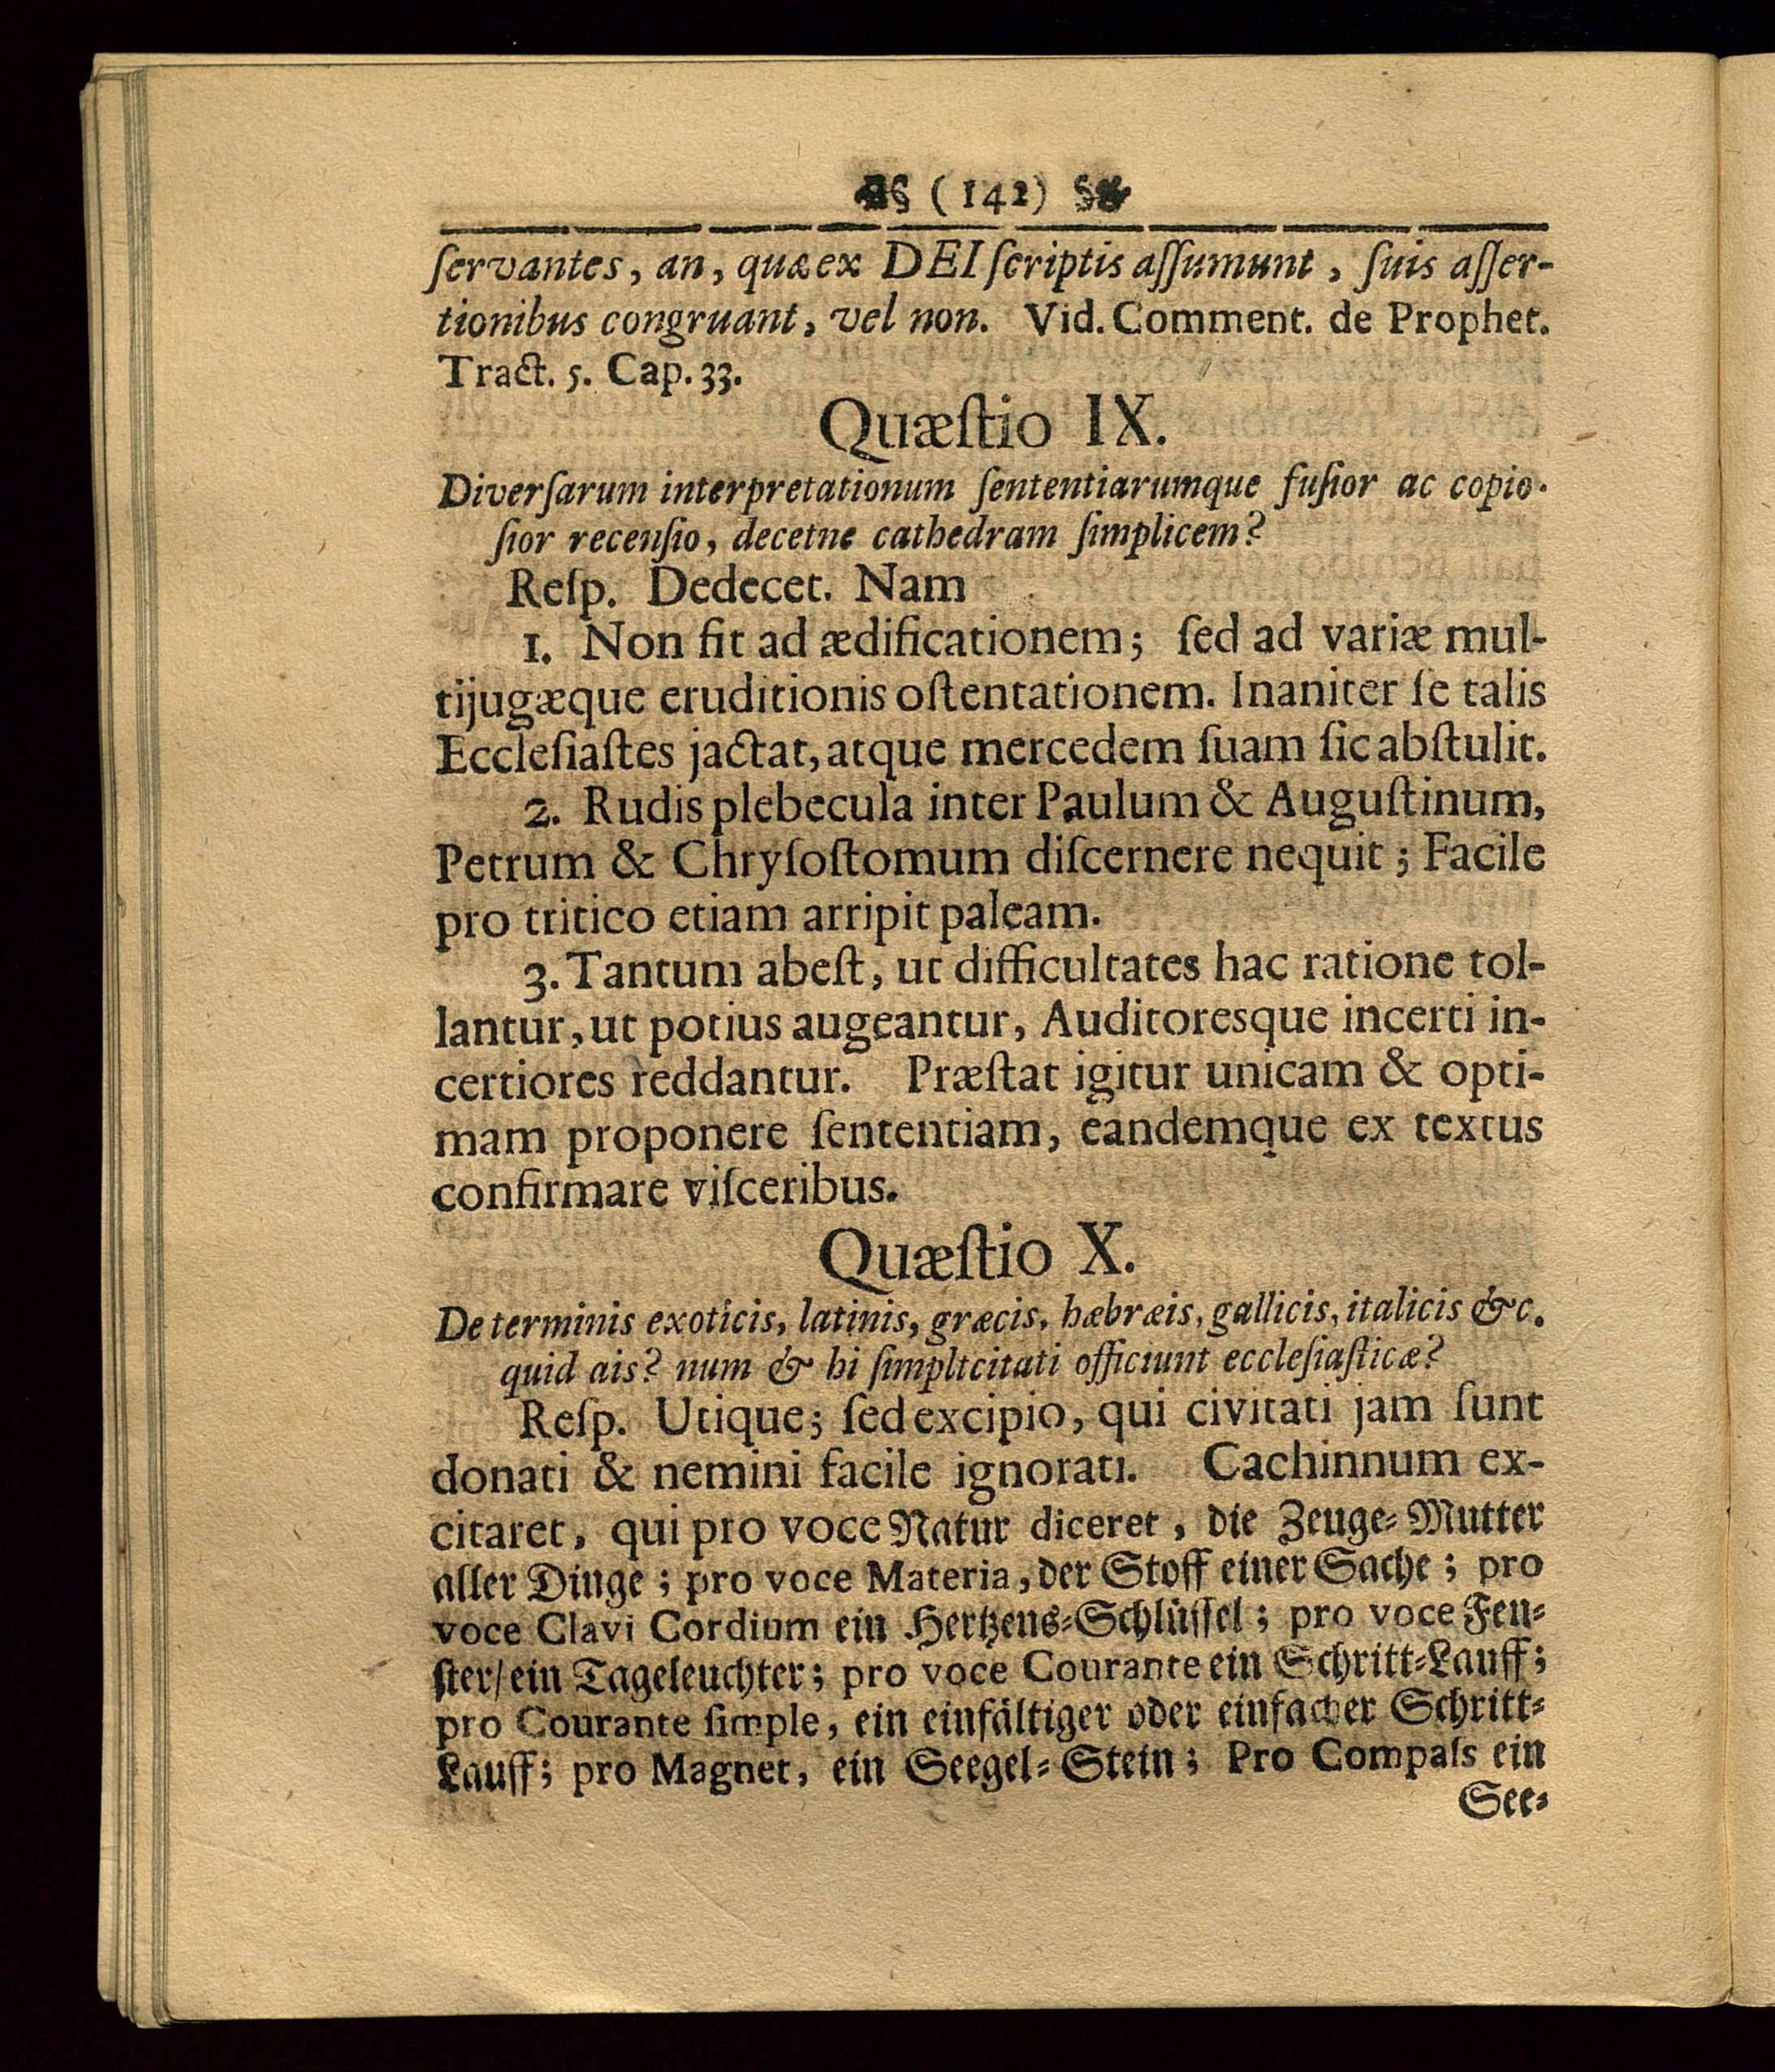 (142)
ſervantes, an, quæ ex DEI ſcriptis aſſumunt, ſuis aſſer-
tionibus congruant, vel non. Vid. Comment. de Prophet.
Tract. 5. Cap. 33.
Quæſtio IX.
Diverſarum interpretationum ſententiarumque fuſior ac copio-
ſior recenſio, decetne cathedram ſimplicem?
Reſp. Dedecet. Nam
1. Non fit ad ædificationem; ſed ad variæ mul-
tijugæque eruditionis oſtentationem. Inaniter ſe talis
Eccleſiaſtes jactat, atque mercedem ſuam ſic abſtulit.
2. Rudis plebecula inter Paulum & Auguſtinum,
Petrum & Chryſoſtomum diſcernere nequit; Facile
pro tritico etiam arripit paleam.
3. Tantum abeſt, ut difficultates hac ratione tol-
lantur, ut potius augeantur, Auditoresque incerti in-
certiores reddantur. Præſtat igitur unicam & opti-
mam proponere ſententiam, eandemque ex textus
confirmare viſceribus.
Quæſtio X.
De terminis exoticis, latinis, græcis, hæbræis, gallicis, italicis &c.
quid ais? num & hi ſimpltcitati officiunt eccleſiaſticæ?
Reſp. Utique; ſed excipio, qui civitati jam ſunt
donati & nemini facile ignorati. Cachinnum ex-
citaret, qui pro voce Natur diceret, die Zeuge-Mutter
aller Dinge; pro voce Materia, der Stoff einer Sache; pro
voce Clavi Cordium ein Hertzens-Schlüſſel; pro voce Fen-
ſter/ ein Tageleuchter; pro voce Courante ein Schritt-Lauff;
pro Courante ſimple, ein einfältiger oder einfacher Schritt-
Lauff; pro Magnet, ein Seegel-Stein; Pro Compaſs ein
See-